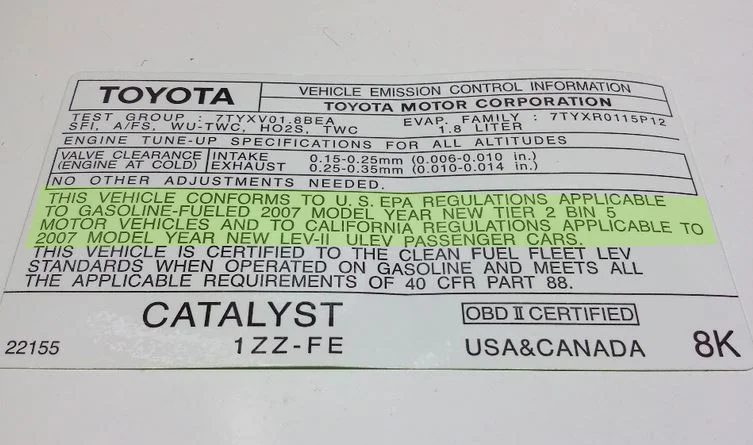 TOYOTA
VEHICLE EMISSION CONTROL INFORMATION
TOYOTA MOTOR CORPORATION
TEST GROUP : 7TYXV01.8BEA
EVAP. FAMILY : 7TYXR0115P12
SFI, A/FS, WU-TWC, HO2S, TWC
1.8 LITER
ENGINE TUNE-UP SPECIFICATIONS FOR ALL ALTITUDES
VALVE CLEARANCE
(ENGINE AT COLD)
INTAKE 0.15-0.25mm (0.006-0.010 in.)
EXHAUST 0.25-0.35mm (0.010-0.014 in.)
NO OTHER ADJUSTMENTS NEEDED.
THIS VEHICLE CONFORMS TO U.S. EPA REGULATIONS APPLICABLE
TO GASOLINE-FUELED 2007 MODEL YEAR NEW TIER 2 BIN 5
MOTOR VEHICLES AND TO CALIFORNIA REGULATIONS APPLICABLE TO
2007 MODEL YEAR NEW LEV-II ULEV PASSENGER CARS.
THIS VEHICLE IS CERTIFIED TO THE CLEAN FUEL FLEET LEV
STANDARDS WHEN OPERATED ON GASOLINE AND MEETS ALL
THE APPLICABLE REQUIREMENTS OF 40 CFR PART 88.
CATALYST
OBD II CERTIFIED
22155
1ZZ-FE
USA&CANADA
8K